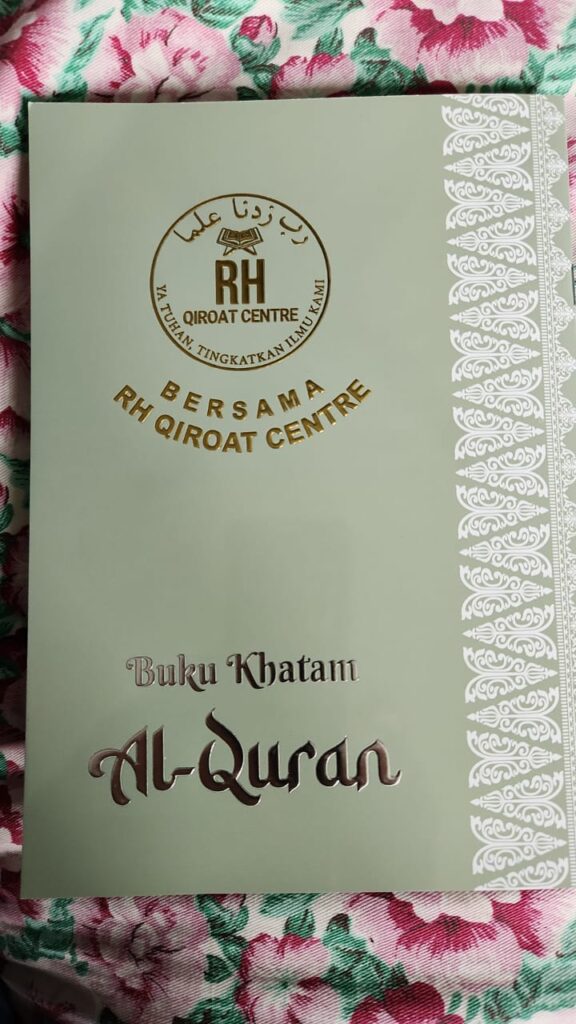 رب زدنا علما
RH
QIROAT CENTRE
YA TUHAN, TINGKATKAN ILMU KAMI
BERSAMA
RH QIROAT CENTRE
Buku Khatam
Al-Quran